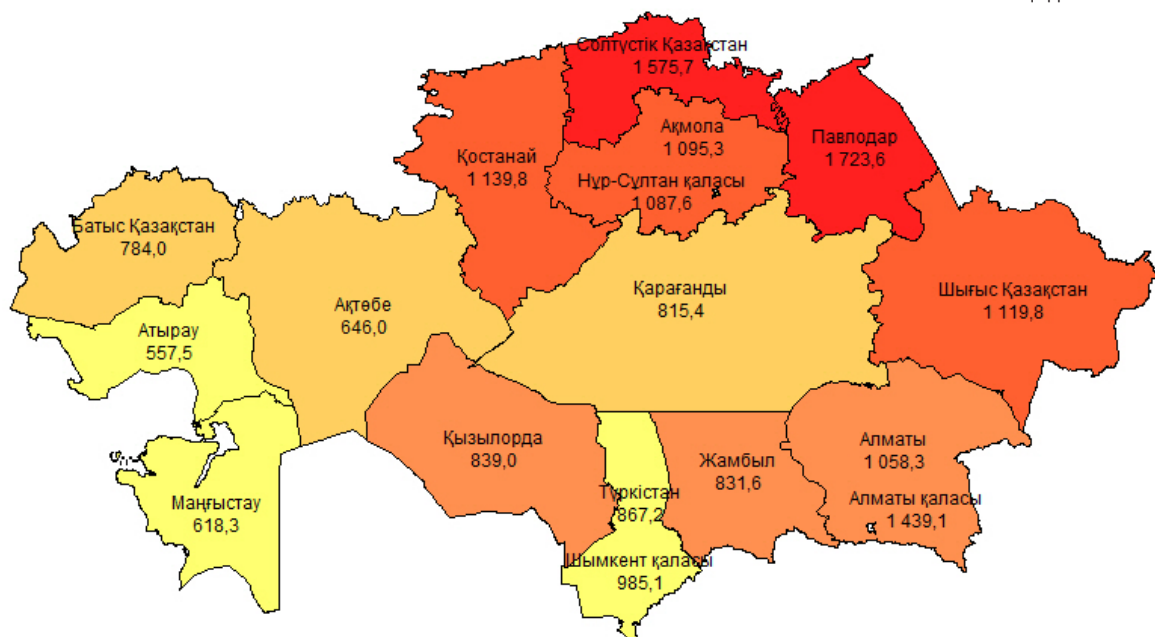 Солтүстік Қазақстан
1 575,7
Ақмола
1 095,3
Павлодар
1 723,6
Қостанай
1 139,8
Нұр-Сұлтан қаласы
1 087,6
Батыс Қазақстан
784,0
Ақтөбе
646,0
Қарағанды
815,4
Шығыс Қазақстан
1 119,8
Атырау
557,5
Қызылорда
839,0
Жамбыл
831,6
Алматы
1 058,3
Маңғыстау
618,3
Түркістан
867,2
Алматы қаласы
1 439,1
Шымкент қаласы
985,1